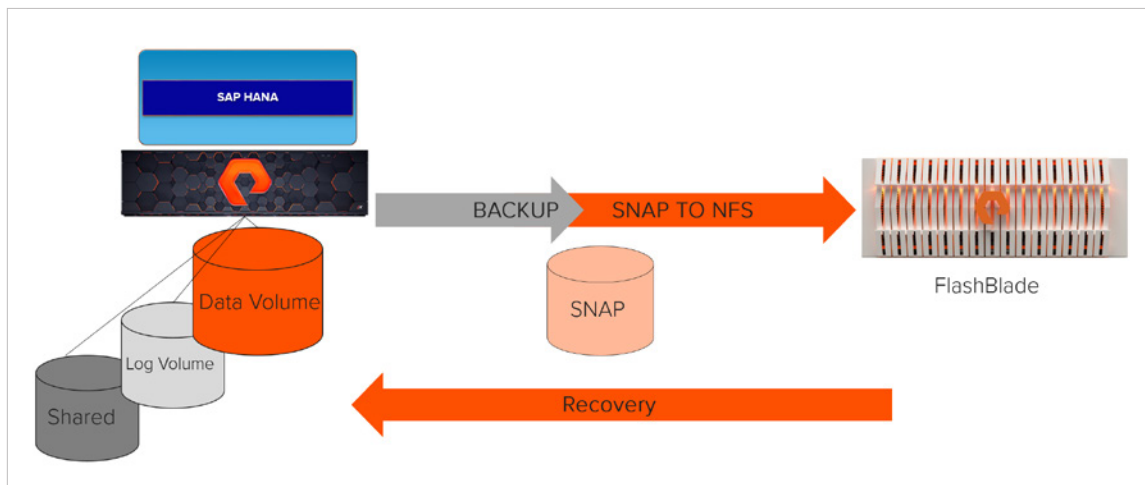 SAP HANA
BACKUP
SNAP TO NFS
Data Volume
SNAP
FlashBlade
Log Volume
Shared
Recovery